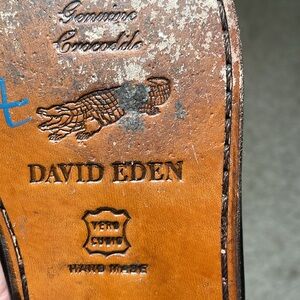 Genuine
Crocodile
DAVID EDEN
VERO
CUOIO
HAND MADE